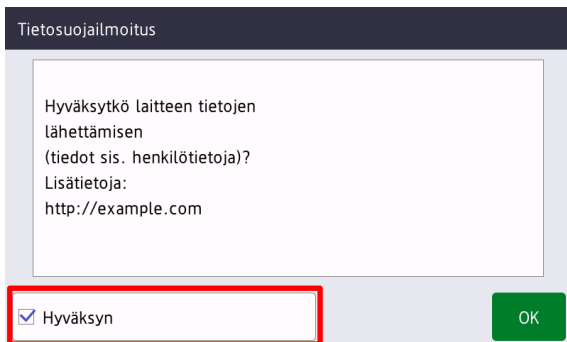 Tietosuojailmoitus
Hyväksytkö laitteen tietojen
lähettämisen
(tiedot sis. henkilötietoja)?
Lisätietoja:
http://example.com
Hyväksyn
OK